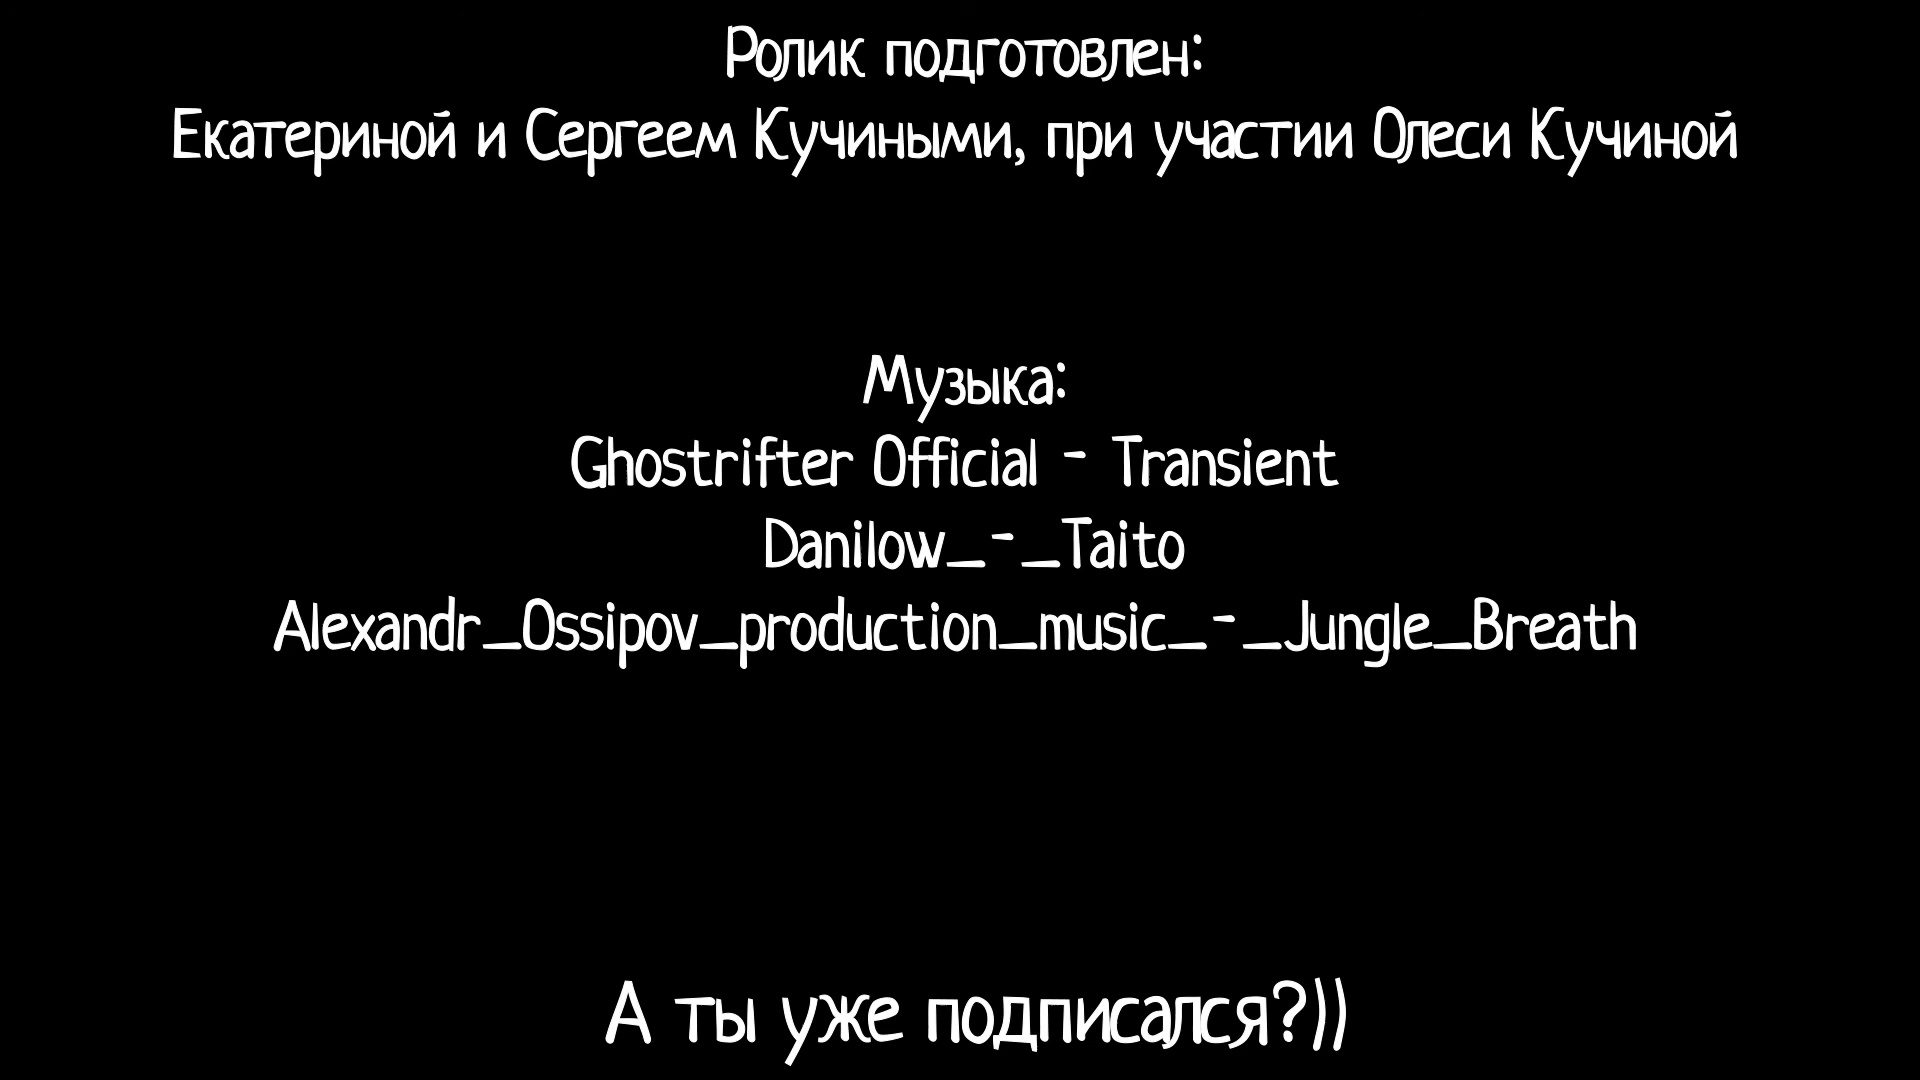 Ролик подготовлен:
Екатериной и Сергеем Кучиными, при участии Олеси Кучиной
Музыка:
Ghostrifter Official - Transient
Danilow_-_Taito
Alexandr_Ossipov_production_music_-_Jungle_Breath
А ты уже подписался?))